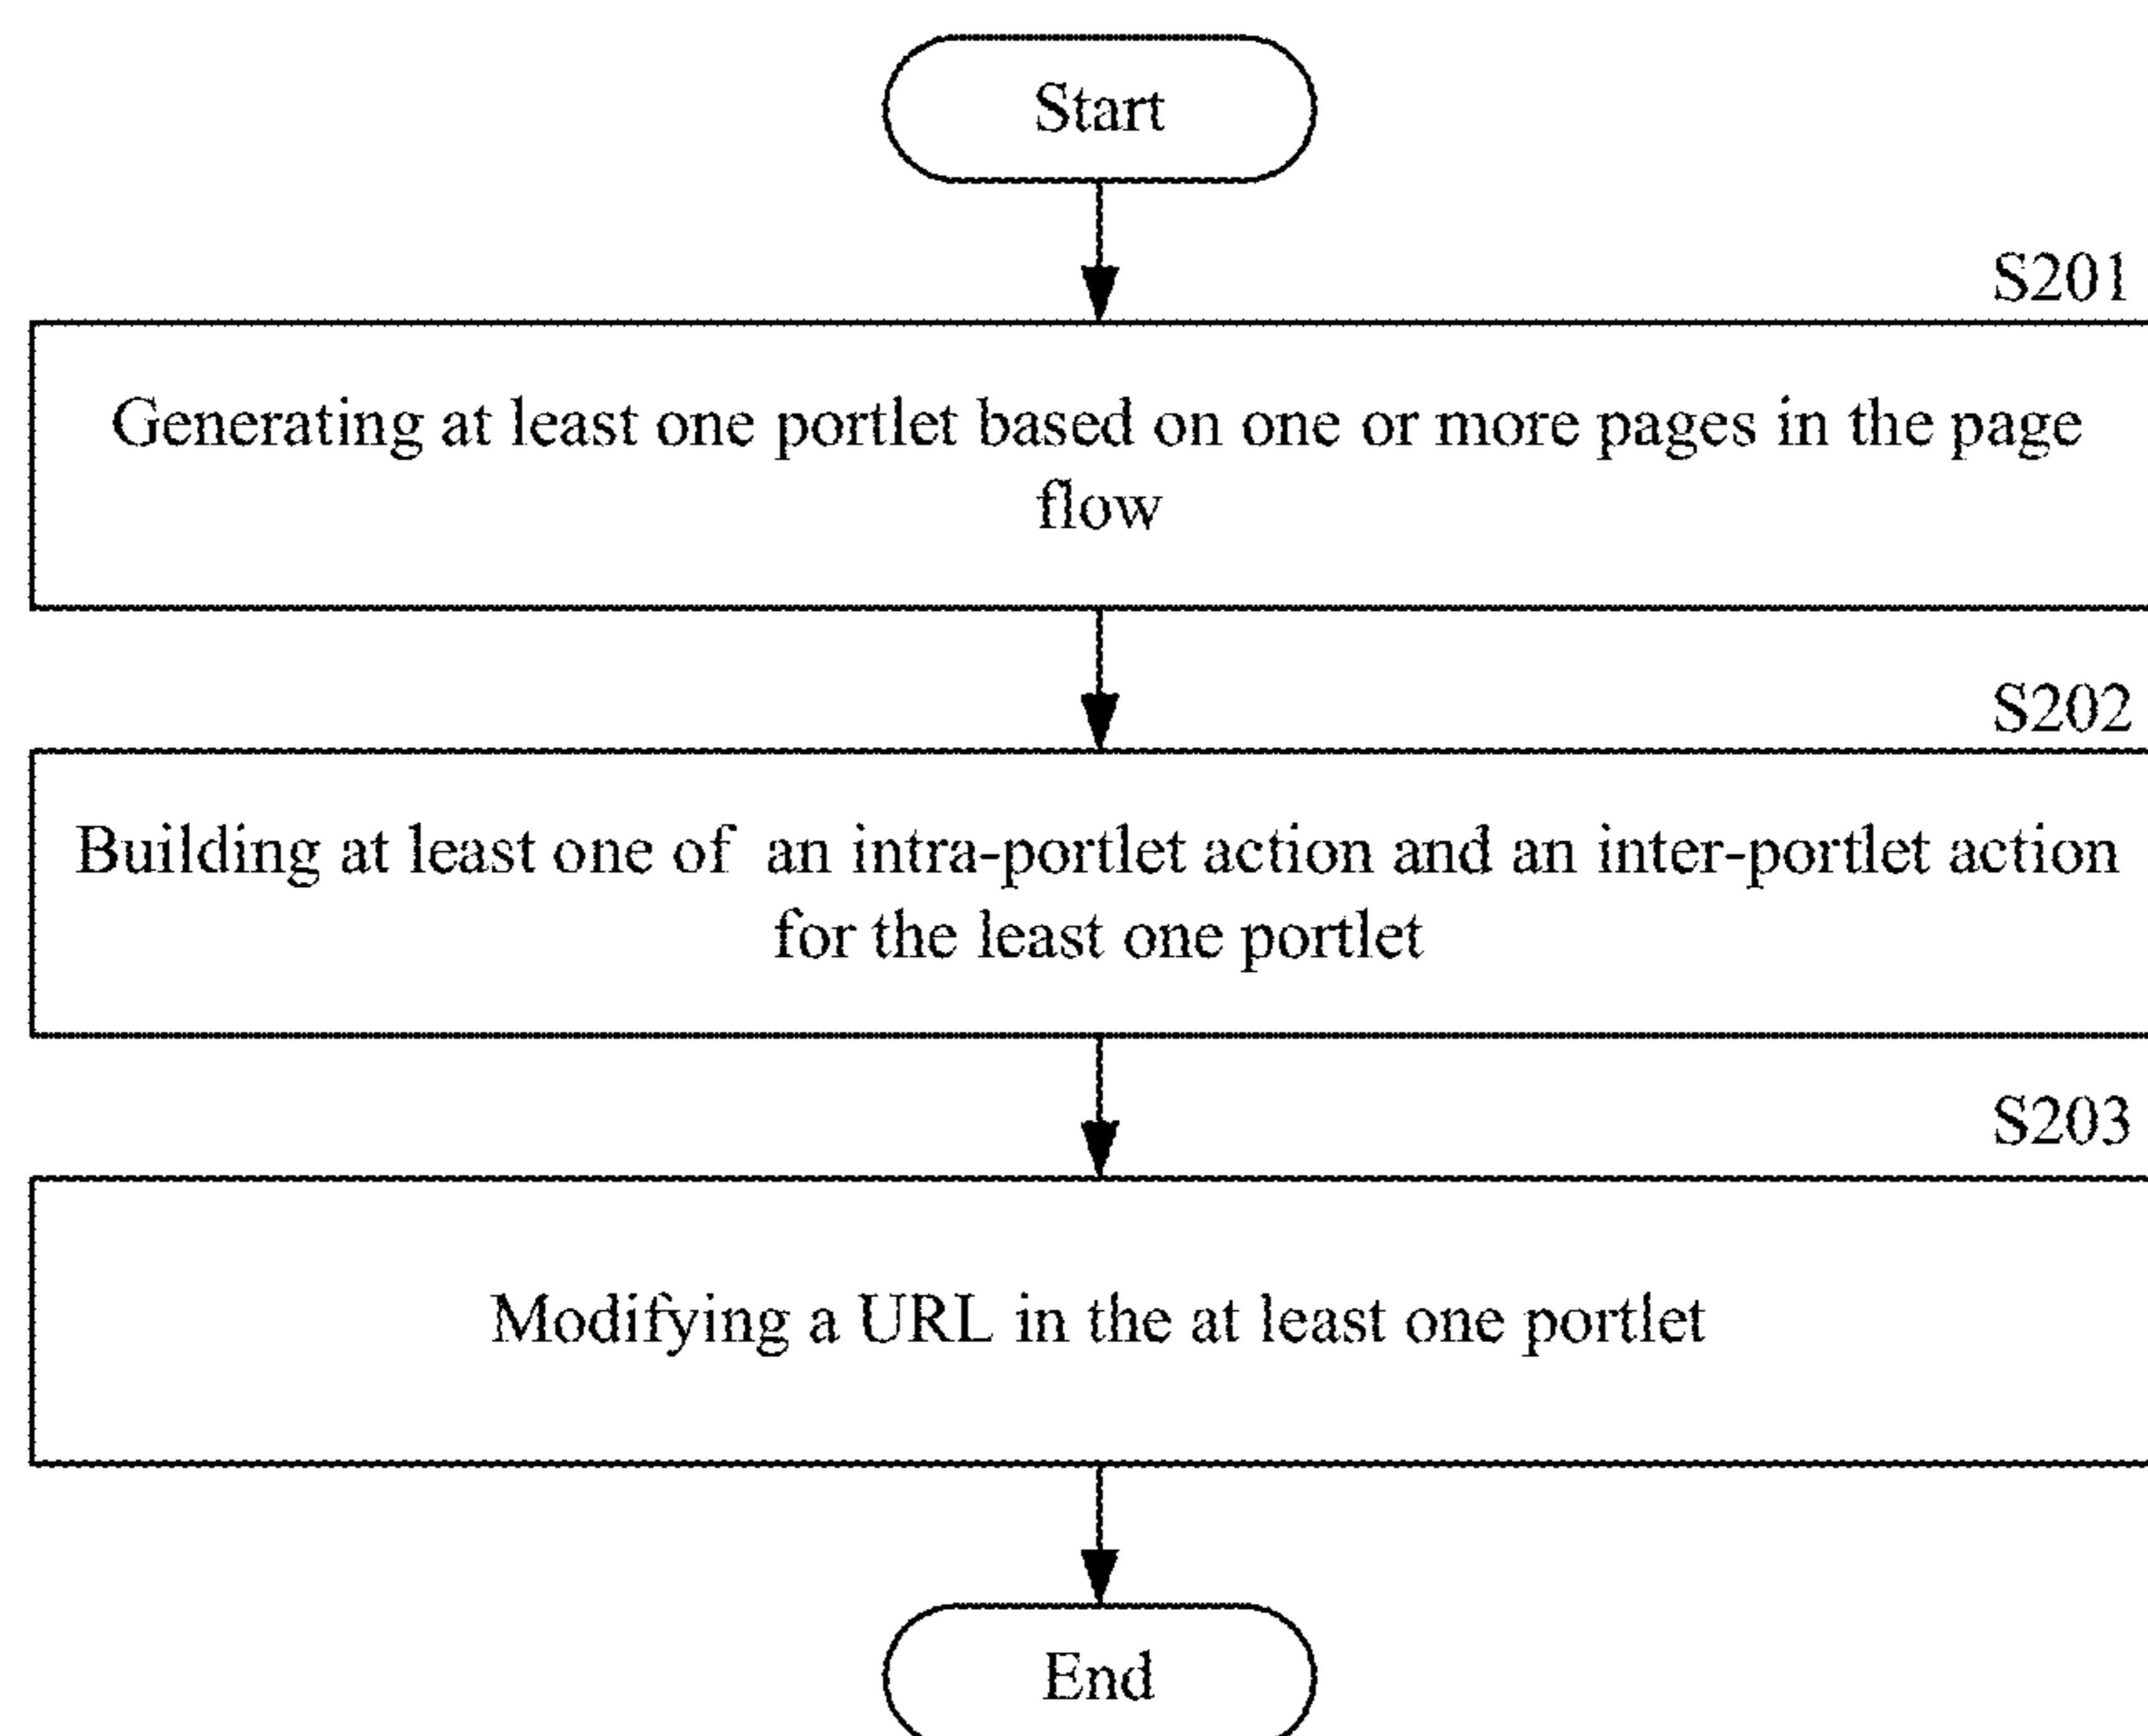 Start
S201
Generating at least one portlet based on one or more pages in the page
flow
S202
Building at least one of an intra-portlet action and an inter-portlet action
for the least one portlet
S203
Modifying a URL in the at least one portlet
End